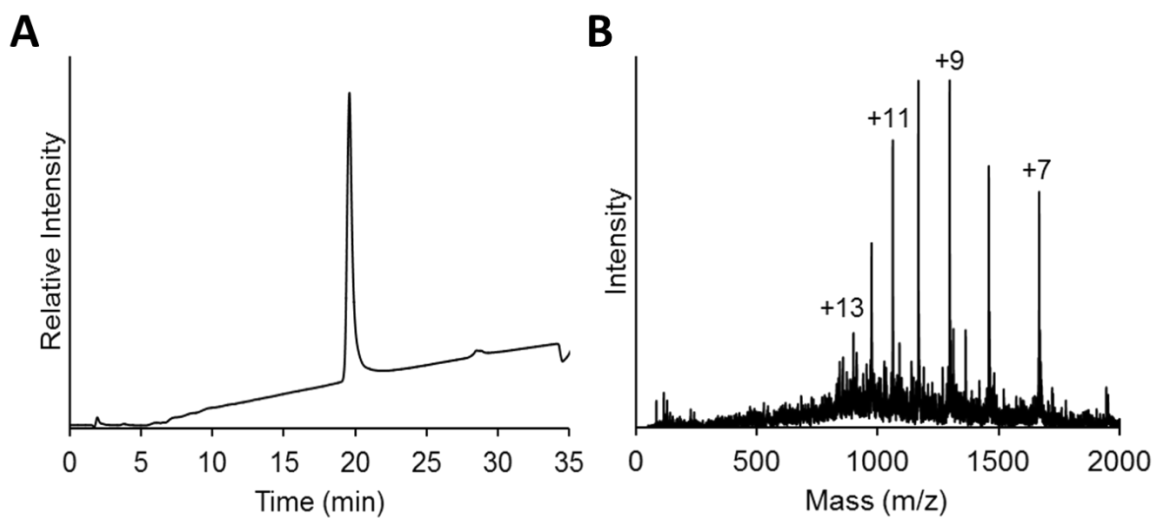 A
Relative Intensity
0 5 10 15 20 25 30 35
Time (min)
B
Intensity
+13
+11
+9
+7
0 500 1000 1500 2000
Mass (m/z)